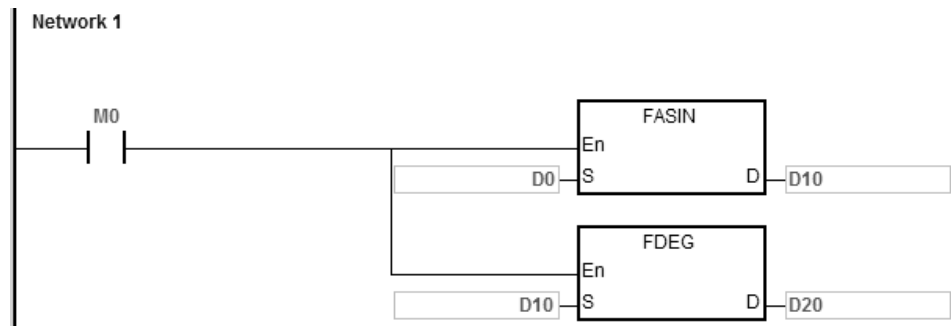 Network 1
M0
FASIN
En
D0 S D D10
FDEG
En
D10 S D D20